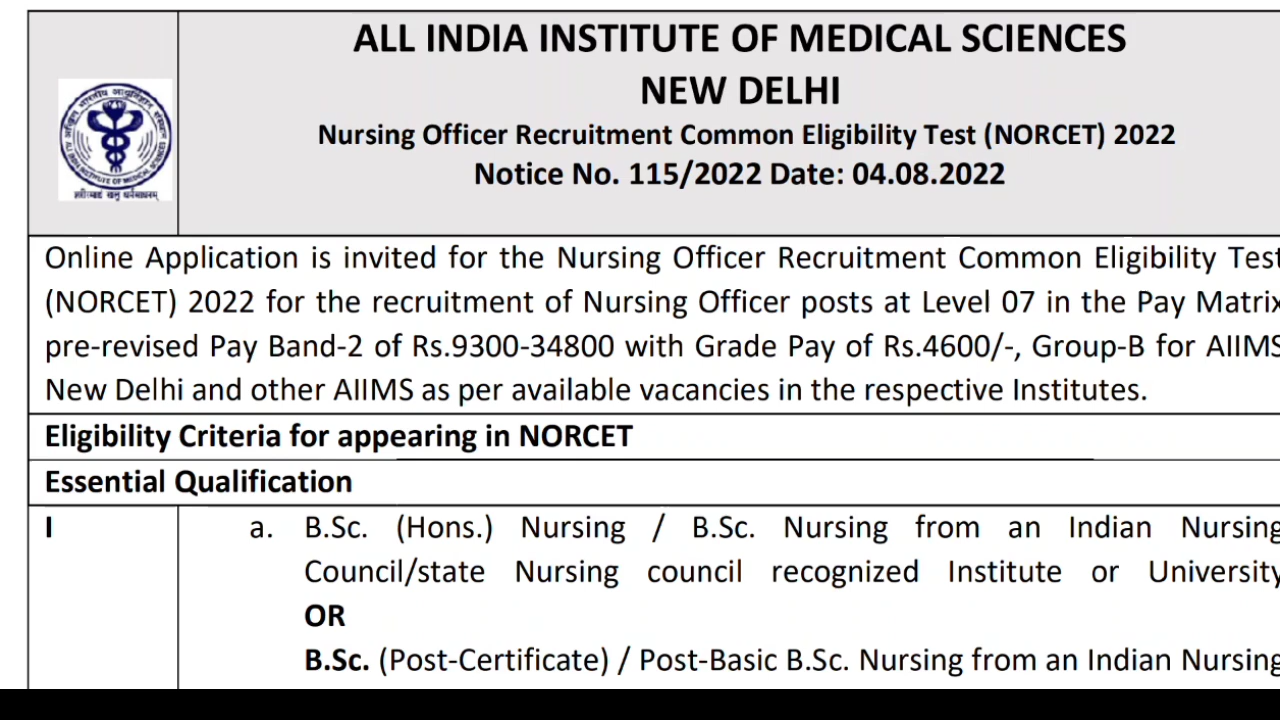 ALL INDIA INSTITUTE OF MEDICAL SCIENCES
NEW DELHI
Nursing Officer Recruitment Common Eligibility Test (NORCET) 2022
Notice No. 115/2022 Date: 04.08.2022
Online Application is invited for the Nursing Officer Recruitment Common Eligibility Test
(NORCET) 2022 for the recruitment of Nursing Officer posts at Level 07 in the Pay Matrix
pre-revised Pay Band-2 of Rs.9300-34800 with Grade Pay of Rs.4600/-, Group-B for AIIMS
New Delhi and other AIIMS as per available vacancies in the respective Institutes.
Eligibility Criteria for appearing in NORCET
Essential Qualification
I
a. B.Sc. (Hons.) Nursing / B.Sc. Nursing from an Indian Nursing
Council/state Nursing council recognized Institute or University
OR
B.Sc. (Post-Certificate) / Post-Basic B.Sc. Nursing from an Indian Nursing